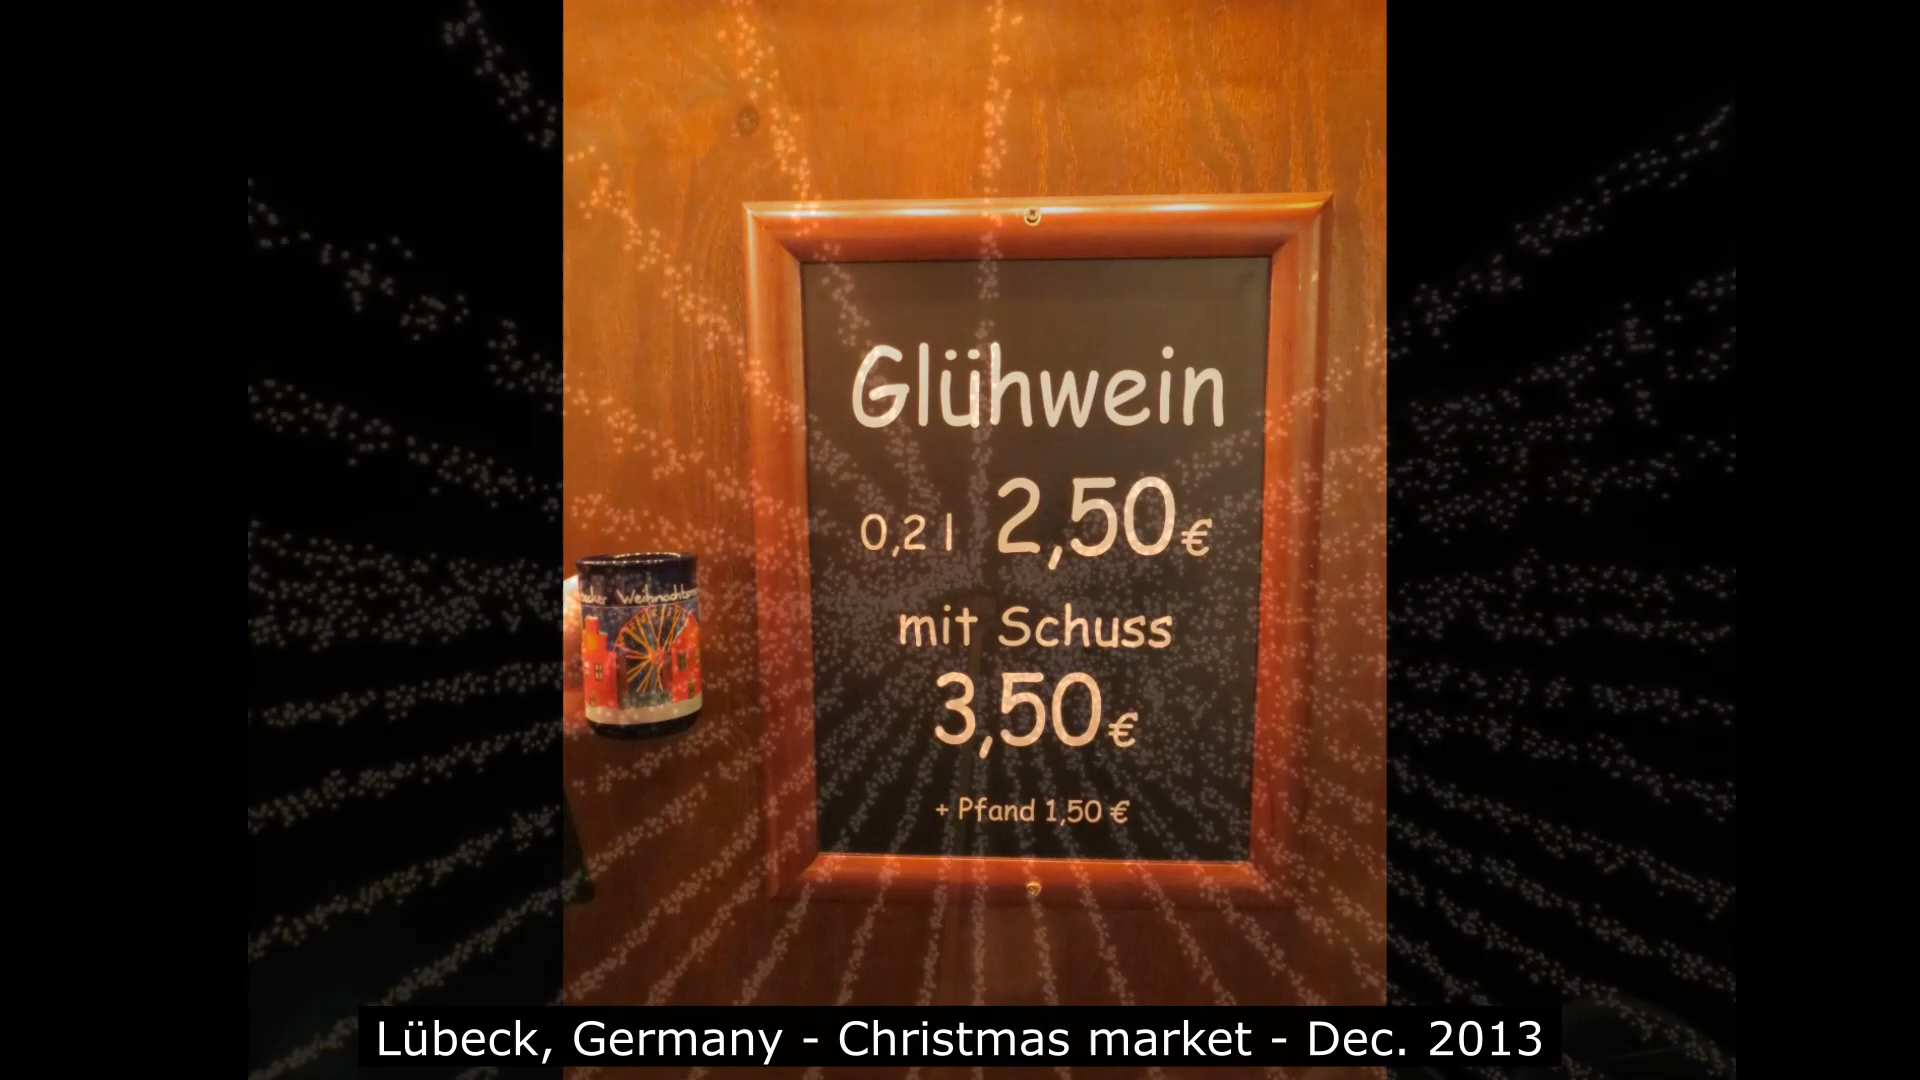 Glühwein
0,2 l 2,50 €
mit Schuss
3,50 €
+ Pfand 1,50 €
Lübeck, Germany - Christmas market - Dec. 2013